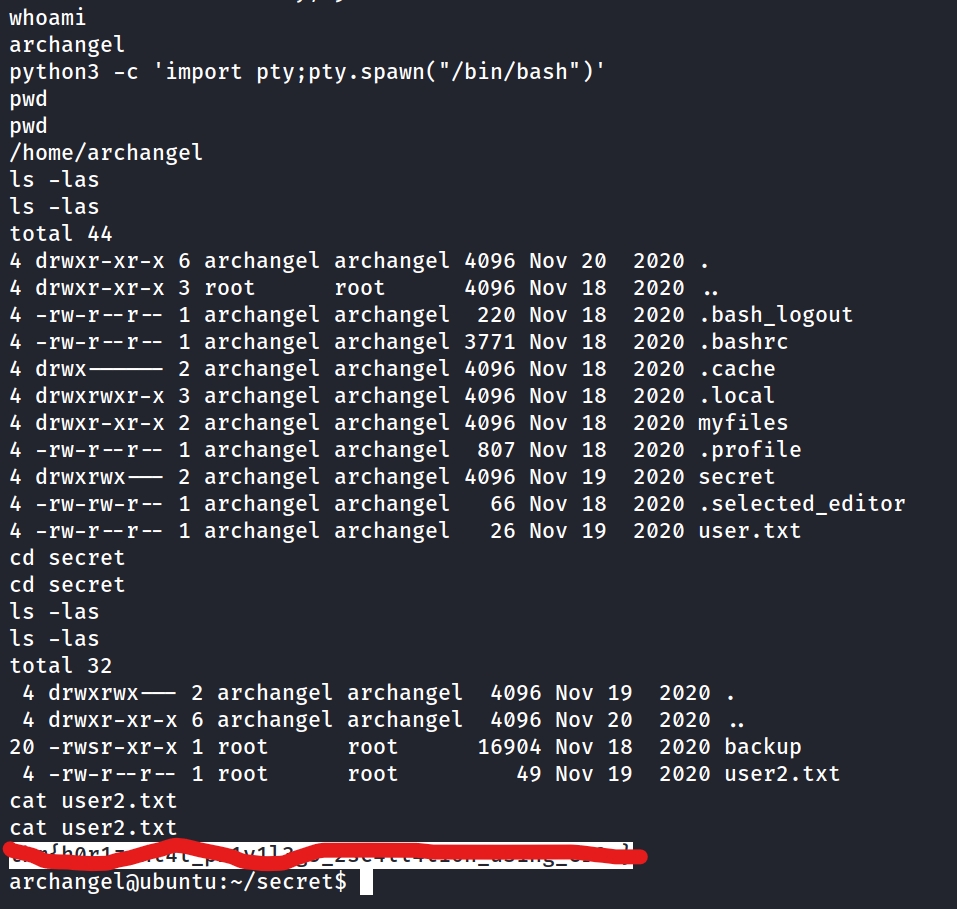 whoami
archangel
python3 -c 'import pty;pty.spawn("/bin/bash")'
pwd
pwd
/home/archangel
ls -las
ls -las
total 44
4 drwxr-xr-x 6 archangel archangel 4096 Nov 20  2020 .
4 drwxr-xr-x 3 root      root      4096 Nov 18  2020 ..
4 -rw-r--r-- 1 archangel archangel  220 Nov 18  2020 .bash_logout
4 -rw-r--r-- 1 archangel archangel 3771 Nov 18  2020 .bashrc
4 drwx------ 2 archangel archangel 4096 Nov 18  2020 .cache
4 drwxrwxr-x 3 archangel archangel 4096 Nov 18  2020 .local
4 drwxr-xr-x 2 archangel archangel 4096 Nov 18  2020 myfiles
4 -rw-r--r-- 1 archangel archangel  807 Nov 18  2020 .profile
4 drwxrwx--- 2 archangel archangel 4096 Nov 19  2020 secret
4 -rw-rw-r-- 1 archangel archangel   66 Nov 18  2020 .selected_editor
4 -rw-r--r-- 1 archangel archangel   26 Nov 19  2020 user.txt
cd secret
cd secret
ls -las
ls -las
total 32
 4 drwxrwx--- 2 archangel archangel  4096 Nov 19  2020 .
 4 drwxr-xr-x 6 archangel archangel  4096 Nov 20  2020 ..
20 -rwsr-xr-x 1 root      root      16904 Nov 18  2020 backup
 4 -rw-r--r-- 1 root      root         49 Nov 19  2020 user2.txt
cat user2.txt
cat user2.txt
archangel@ubuntu:~/secret$